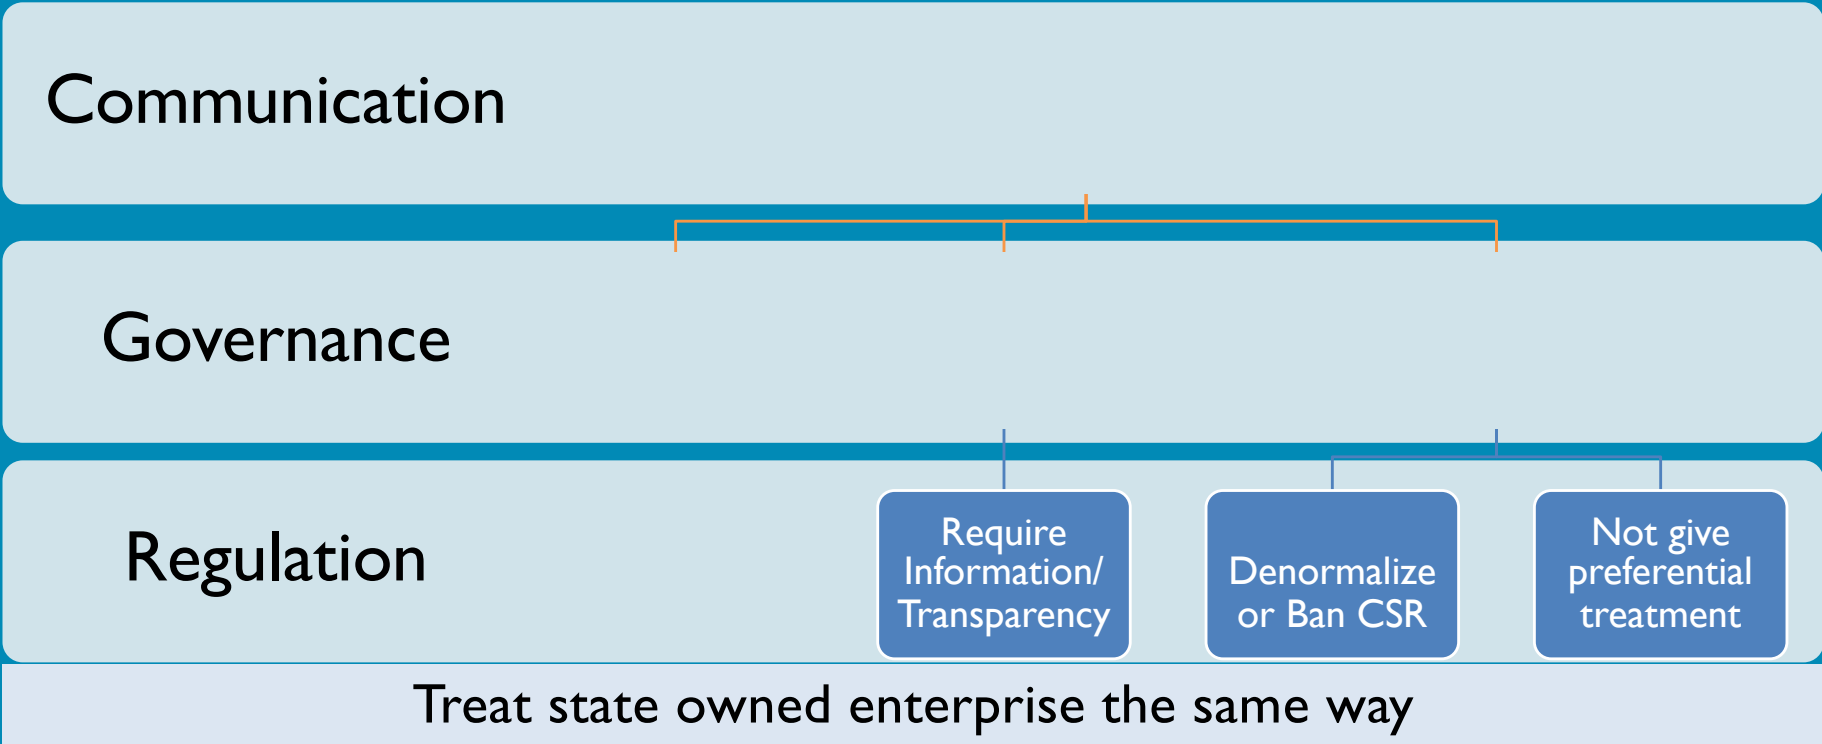 Communication
Governance
Regulation
Require
Information/
Transparency
Denormalize
or Ban CSR
Not give
preferential
treatment
Treat state owned enterprise the same way